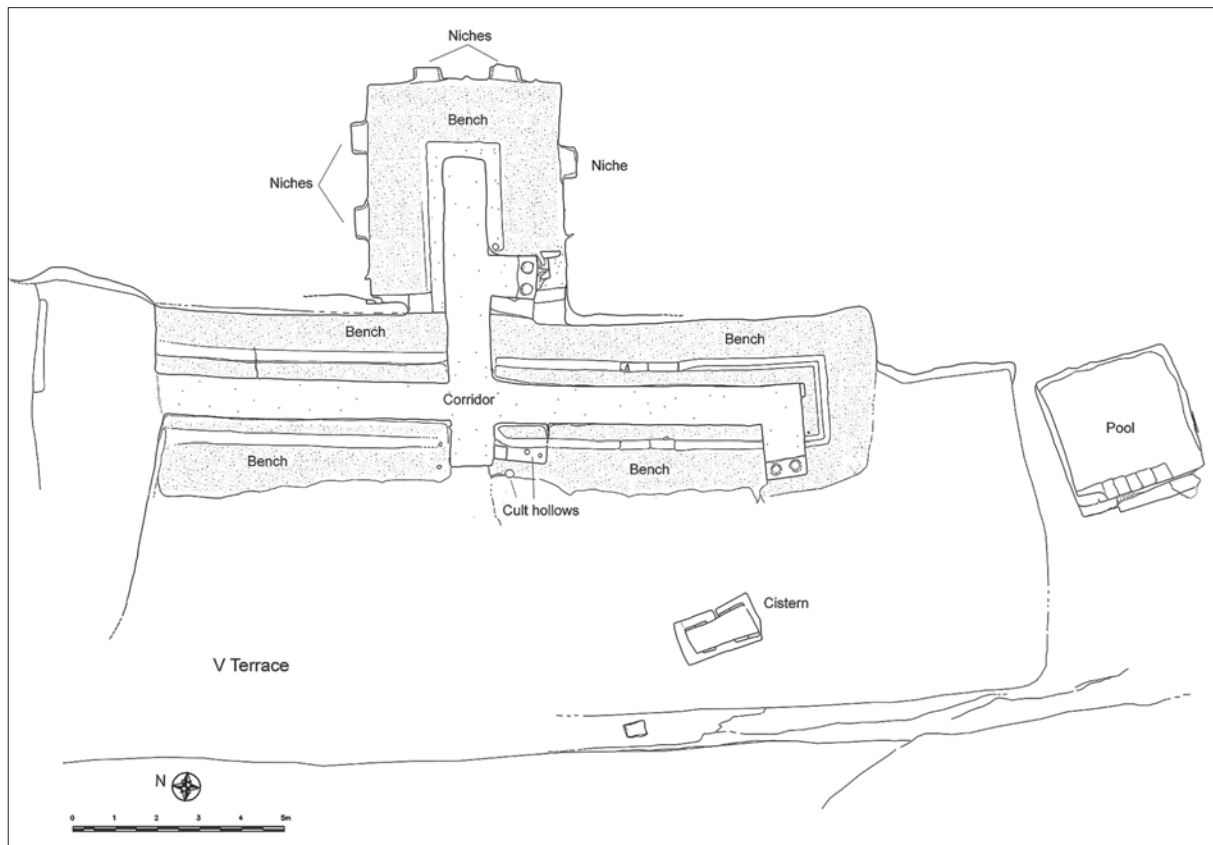 Niches
Bench
Niches
Niche
Bench
Bench
Corridor
Pool
Bench
Bench
Cult hollows
Cistern
V Terrace
N
0 1 2 3 4 5m